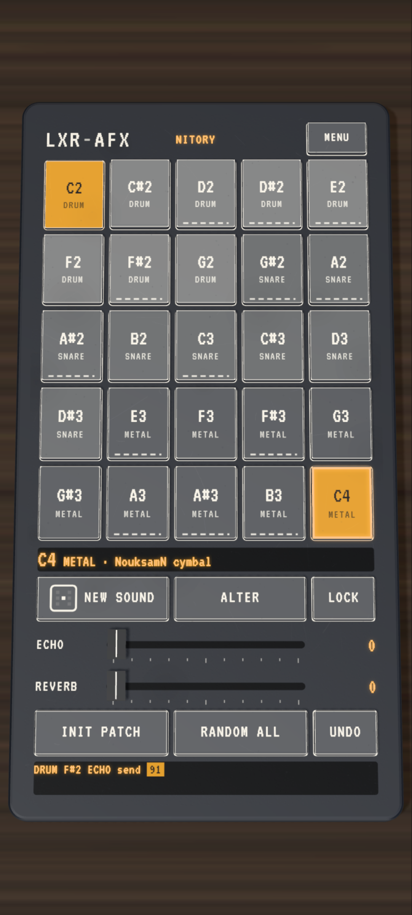 LXR-AFX NITORY MENU
C2 C#2 D2 D#2 E2
DRUM DRUM DRUM DRUM DRUM
F2 F#2 G2 G#2 A2
DRUM DRUM DRUM SNARE SNARE
A#2 B2 C3 C#3 D3
SNARE SNARE SNARE SNARE SNARE
D#3 E3 F3 F#3 G3
SNARE METAL METAL METAL METAL
G#3 A3 A#3 B3 C4
METAL METAL METAL METAL METAL
C4 METAL · NouksamN cymbal
NEW SOUND ALTER LOCK
ECHO 0
REVERB 0
INIT PATCH RANDOM ALL UNDO
DRUM F#2 ECHO send 91